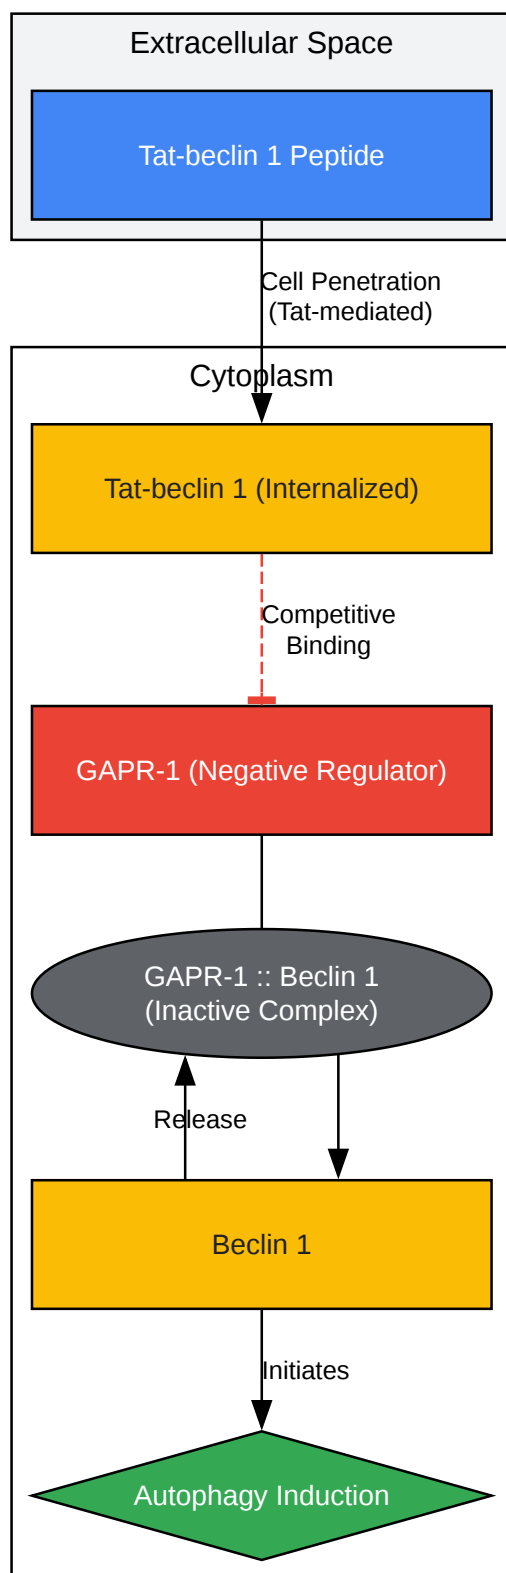 Extracellular Space
Tat-beclin 1 Peptide
Cell Penetration
(Tat-mediated)
Cytoplasm
Tat-beclin 1 (Internalized)
Competitive
Binding
GAPR-1 (Negative Regulator)
GAPR-1 :: Beclin 1
(Inactive Complex)
Release
Beclin 1
Initiates
Autophagy Induction